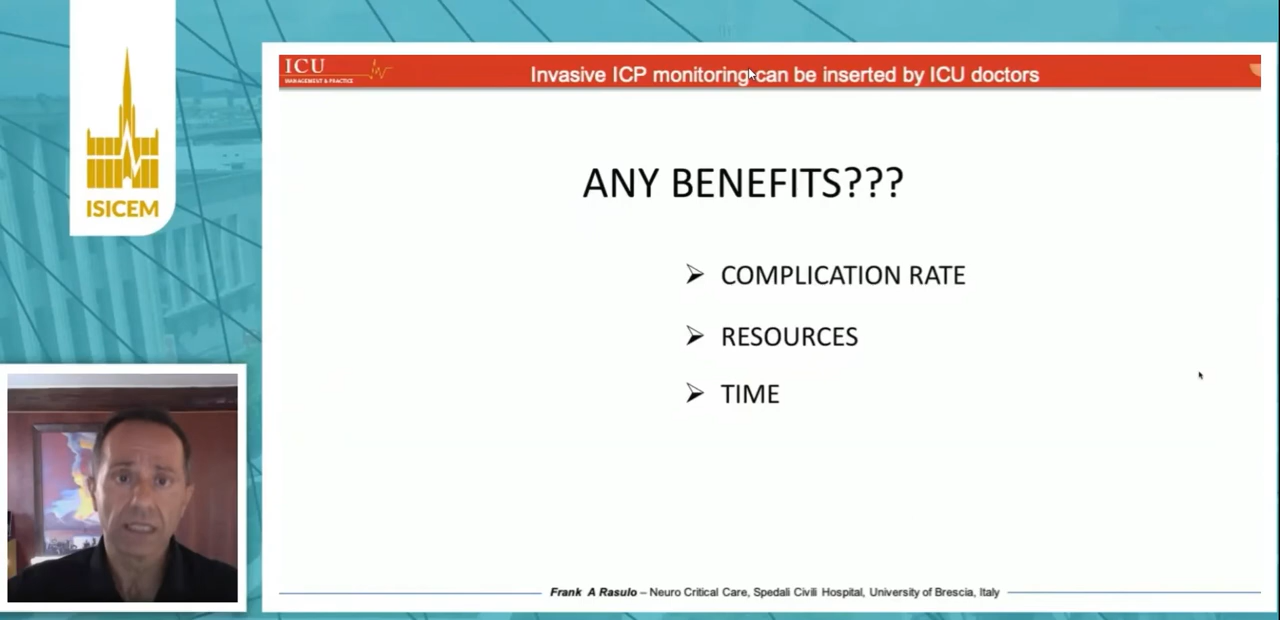 ISICEM
ICU
MANAGEMENT & PRACTICE
Invasive ICP monitoring can be inserted by ICU doctors
ANY BENEFITS???
➢ COMPLICATION RATE
➢ RESOURCES
➢ TIME
Frank A Rasulo – Neuro Critical Care, Spedali Civili Hospital, University of Brescia, Italy